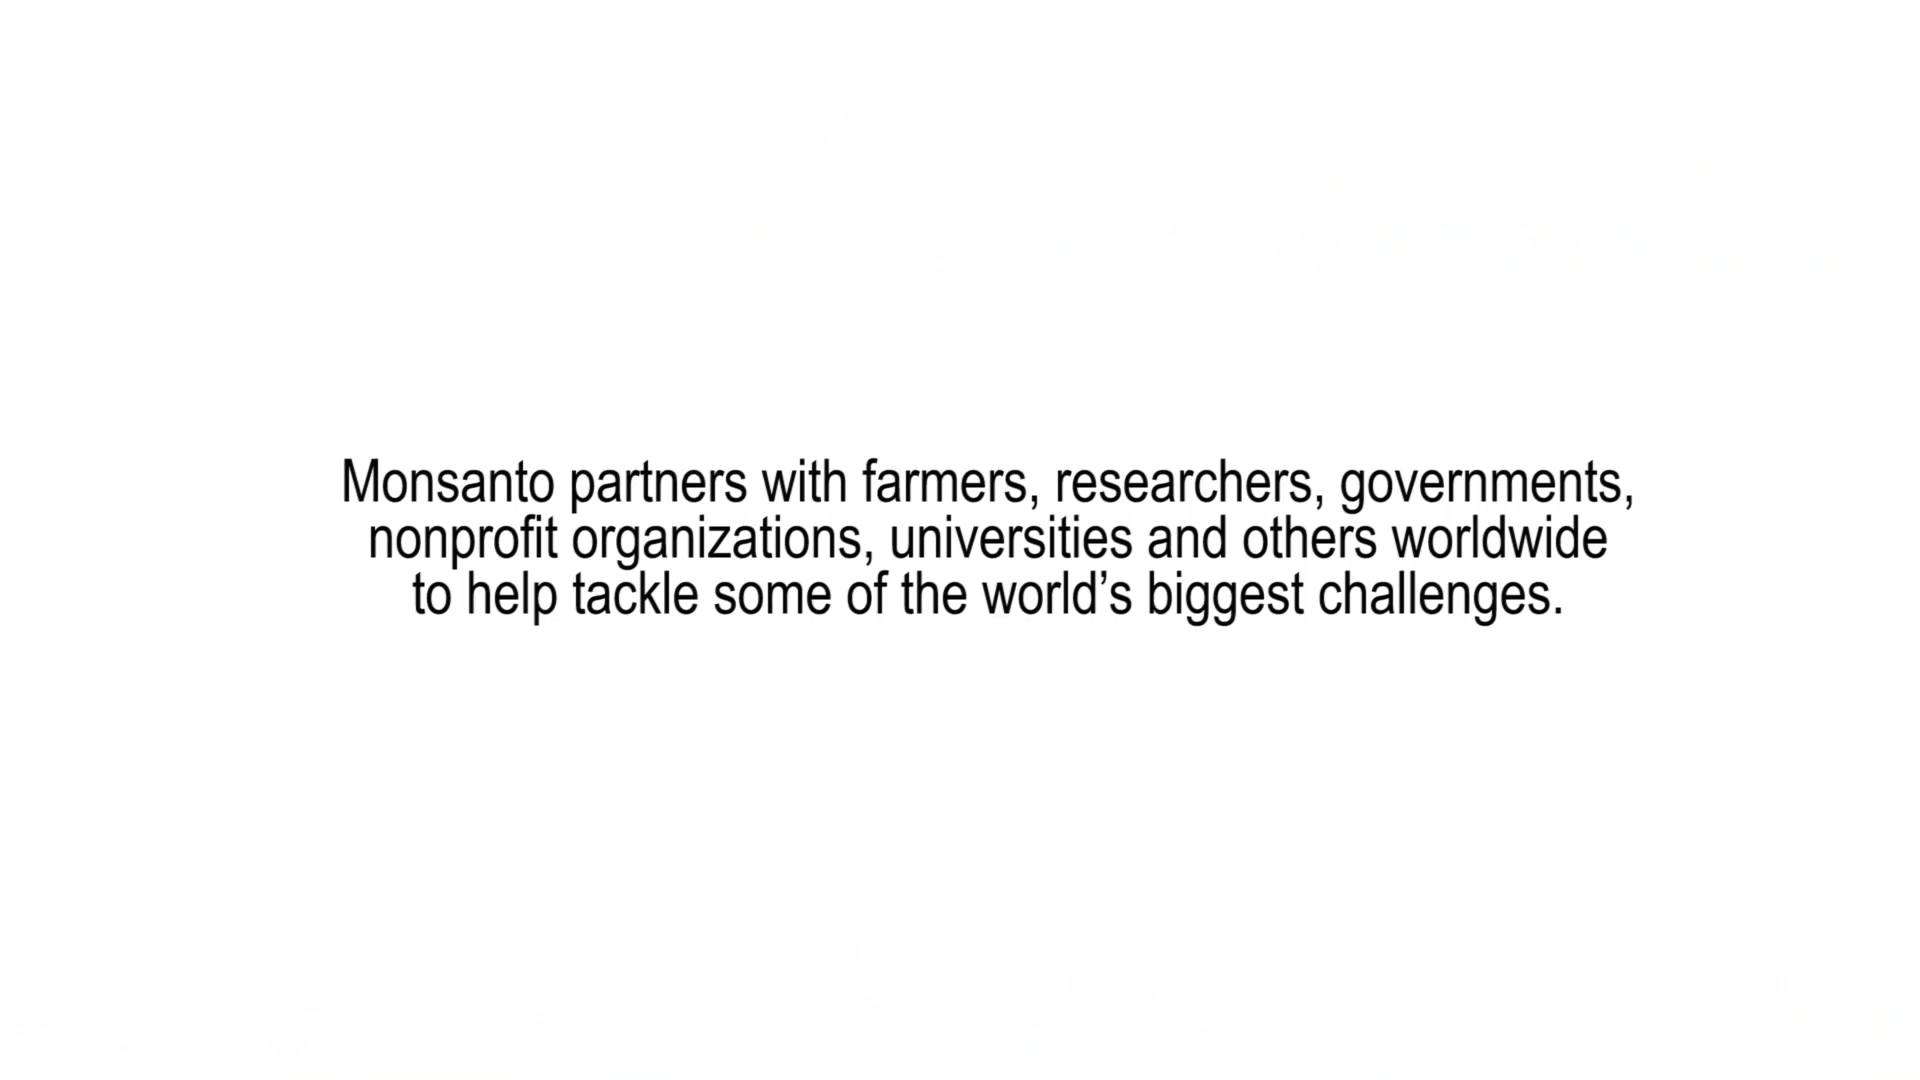 Monsanto partners with farmers, researchers, governments,
nonprofit organizations, universities and others worldwide
to help tackle some of the world’s biggest challenges.